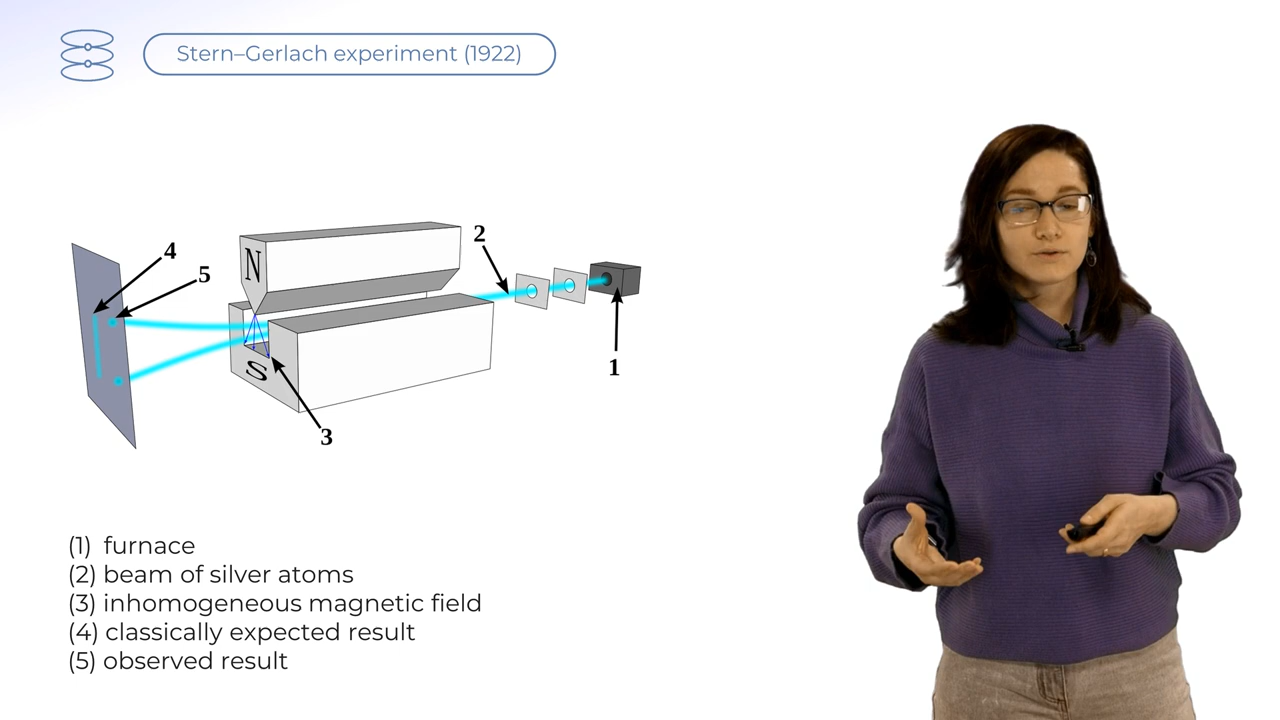 Stern–Gerlach experiment (1922)
2
4
5
N
1
S
3
(1) furnace
(2) beam of silver atoms
(3) inhomogeneous magnetic field
(4) classically expected result
(5) observed result